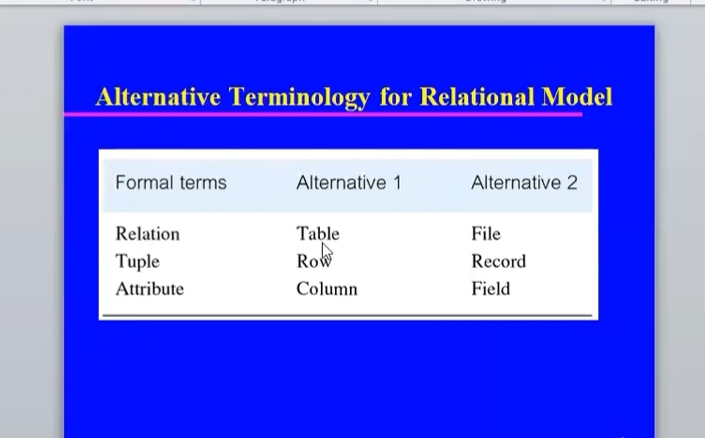 Alternative Terminology for Relational Model
Formal terms Alternative 1 Alternative 2
Relation Table File
Tuple Row Record
Attribute Column Field